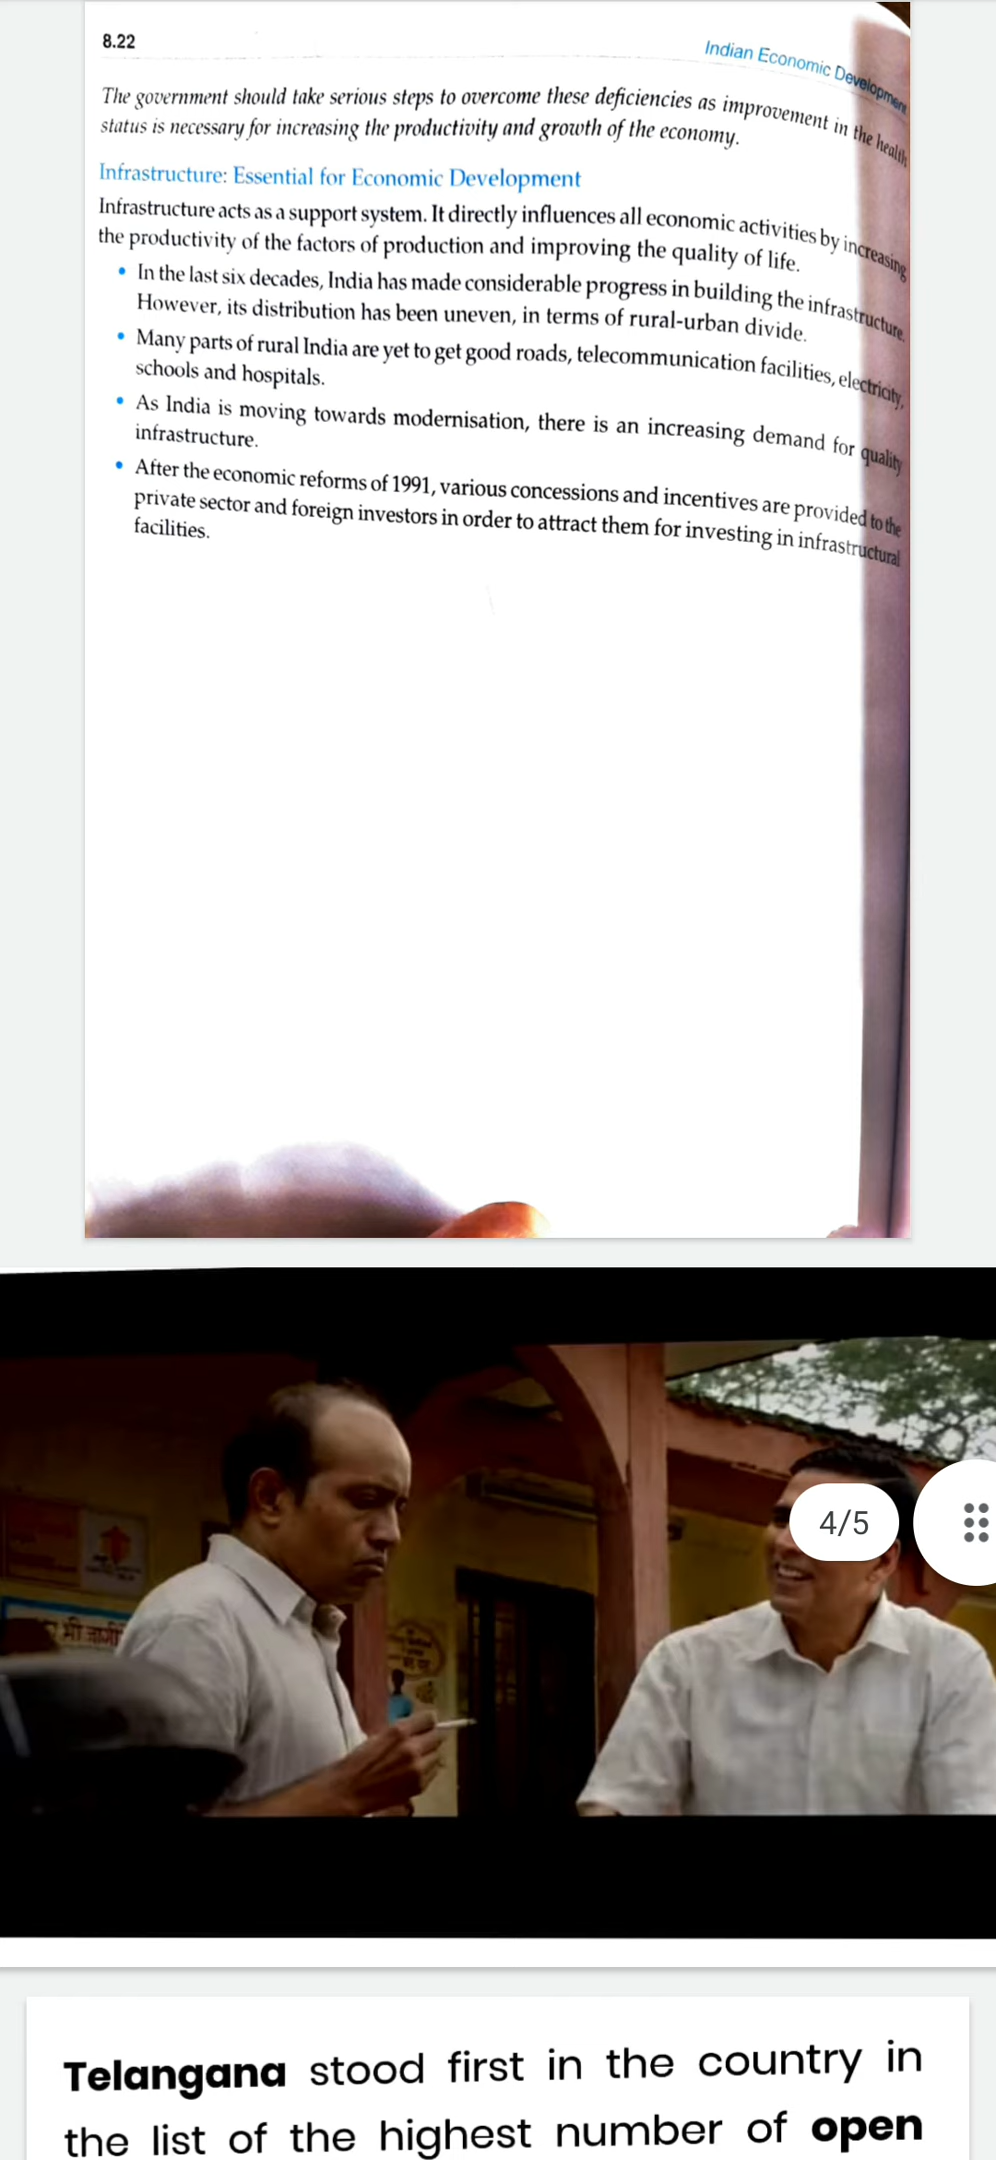 8.22
Indian Economic Development
The government should take serious steps to overcome these deficiencies as improvement in the health
status is necessary for increasing the productivity and growth of the economy.
Infrastructure: Essential for Economic Development
Infrastructure acts as a support system. It directly influences all economic activities by increasing
the productivity of the factors of production and improving the quality of life.
• In the last six decades, India has made considerable progress in building the infrastructure.
However, its distribution has been uneven, in terms of rural-urban divide.
• Many parts of rural India are yet to get good roads, telecommunication facilities, electricity,
schools and hospitals.
• As India is moving towards modernisation, there is an increasing demand for quality
infrastructure.
• After the economic reforms of 1991, various concessions and incentives are provided to the
private sector and foreign investors in order to attract them for investing in infrastructural
facilities.
4/5
भी
Telangana stood first in the country in
the list of the highest number of open